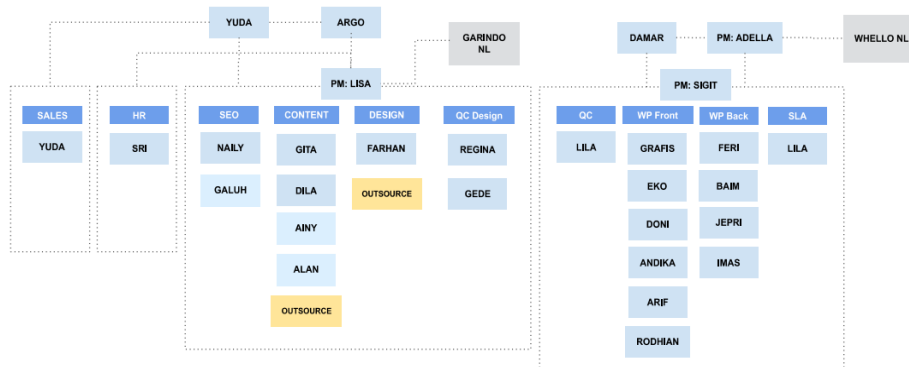 YUDA
ARGO
GARINDO
NL
DAMAR
PM: ADELLA
WHELLO NL
PM: LISA
PM: SIGIT
SALES
HR
SEO
CONTENT
DESIGN
QC Design
QC
WP Front
WP Back
SLA
YUDA
SRI
NAILY
GITA
FARHAN
REGINA
LILA
GRAFIS
FERI
LILA
GALUH
DILA
OUTSOURCE
GEDE
EKO
BAIM
AINY
DONI
JEPRI
ALAN
ANDIKA
IMAS
OUTSOURCE
ARIF
RODHIAN